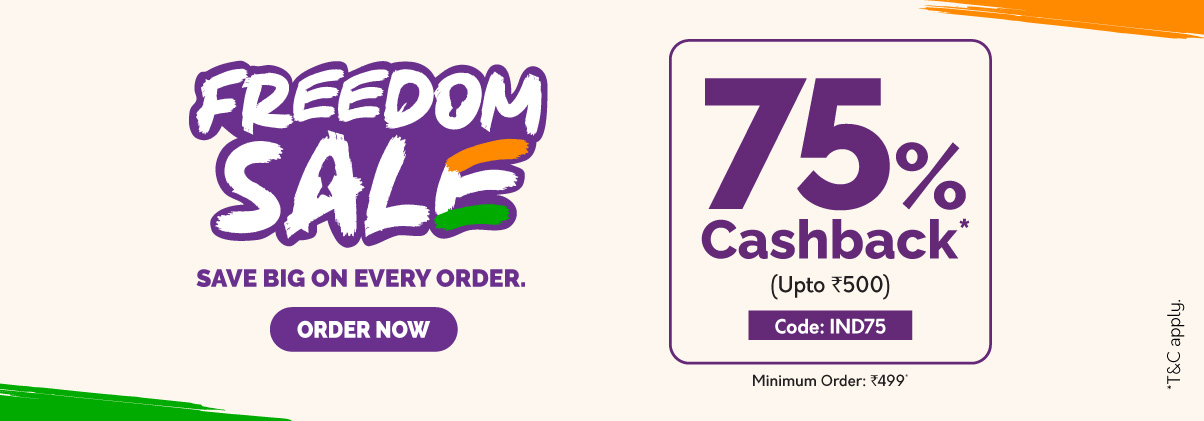 FREEDOM
SALE
SAVE BIG ON EVERY ORDER.
ORDER NOW
75%
Cashback*
(Upto ₹500)
Code: IND75
Minimum Order: ₹499*
*T&C apply.